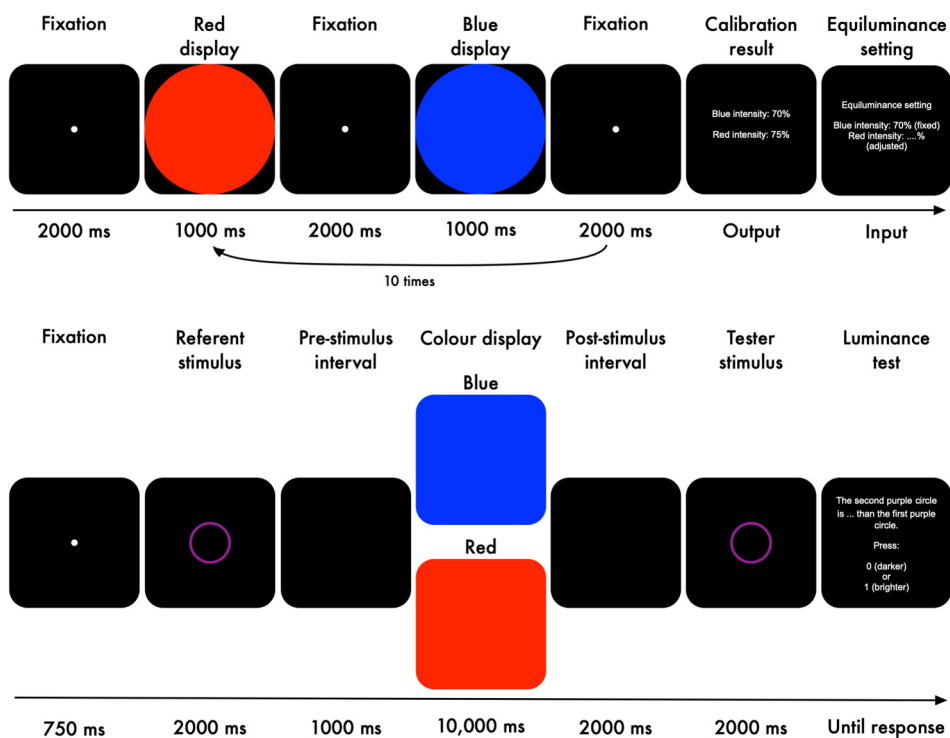 Fixation
Red
display
Fixation
Blue
display
Fixation
Calibration
result
Equiluminance
setting
Blue intensity: 70%
Red intensity: 75%
Equiluminance setting
Blue intensity: 70% (fixed)
Red intensity: ....%
(adjusted)
2000 ms
1000 ms
2000 ms
1000 ms
2000 ms
Output
Input
10 times
Fixation
Referent
stimulus
Pre-stimulus
interval
Colour display
Post-stimulus
interval
Tester
stimulus
Luminance
test
Blue
Red
The second purple circle
is ... than the first purple
circle.
Press:
0 (darker)
or
1 (brighter)
750 ms
2000 ms
1000 ms
10,000 ms
2000 ms
2000 ms
Until response